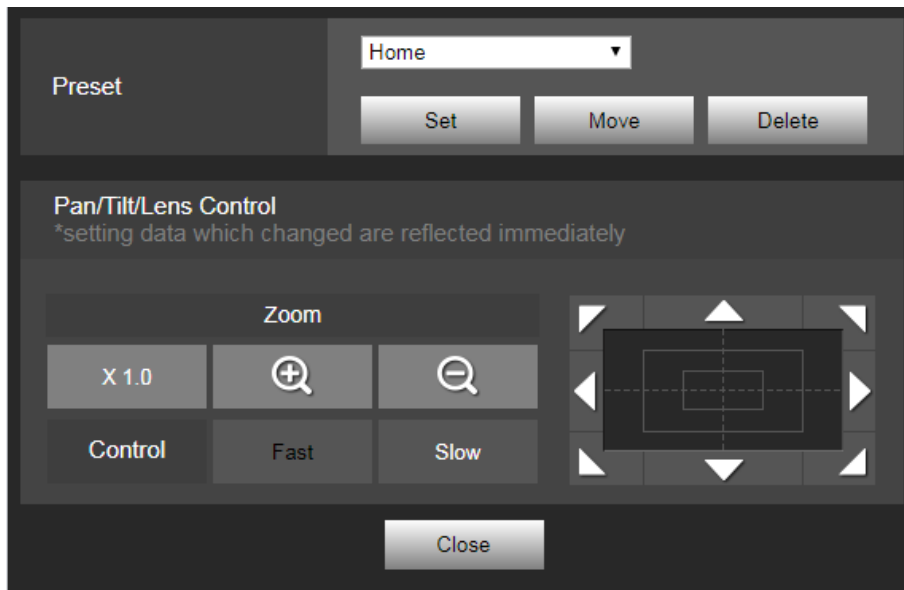 Preset
Home
Set Move Delete
Pan/Tilt/Lens Control
*setting data which changed are reflected immediately
Zoom
X 1.0
Control Fast Slow
Close